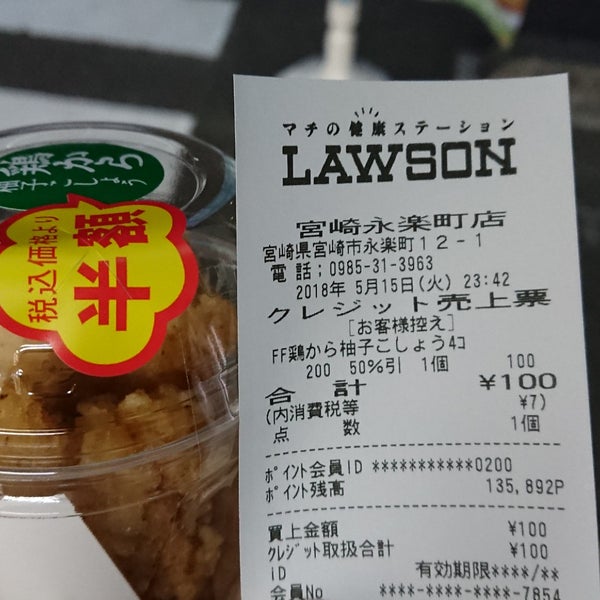 鶏から
柚子こしょう
税込価格より
半額
マチの健康ステーション
LAWSON
宮崎永楽町店
宮崎県宮崎市永楽町12-1
電話:0985-31-3963
2018年 5月15日(火) 23:42
クレジット売上票
[お客様控え]
FF鶏から柚子こしょう4コ
200 50%引 1個 100
合 計 ¥100
(内消費税等 ¥7)
点 数 1個
ポイント会員ID ***********0200
ポイント残高 135,892P
買上金額 ¥100
クレジット取扱合計 ¥100
iD 有効期限****/**
会員No ****-****-****-7854